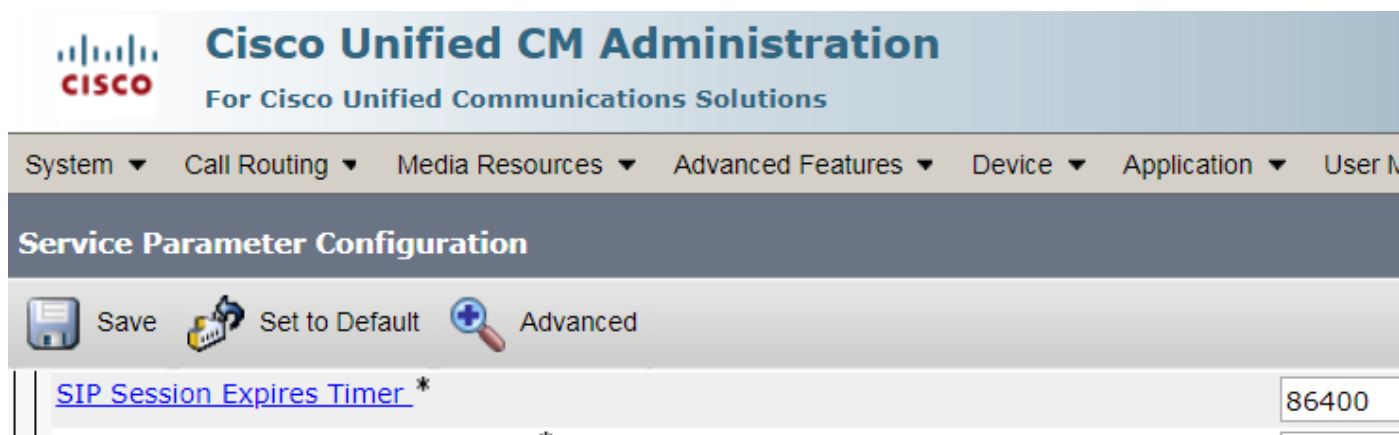 Cisco Unified CM Administration
CISCO
For Cisco Unified Communications Solutions
System Call Routing Media Resources Advanced Features Device Application User
Service Parameter Configuration
Save Set to Default Advanced
SIP Session Expires Timer * 86400
*